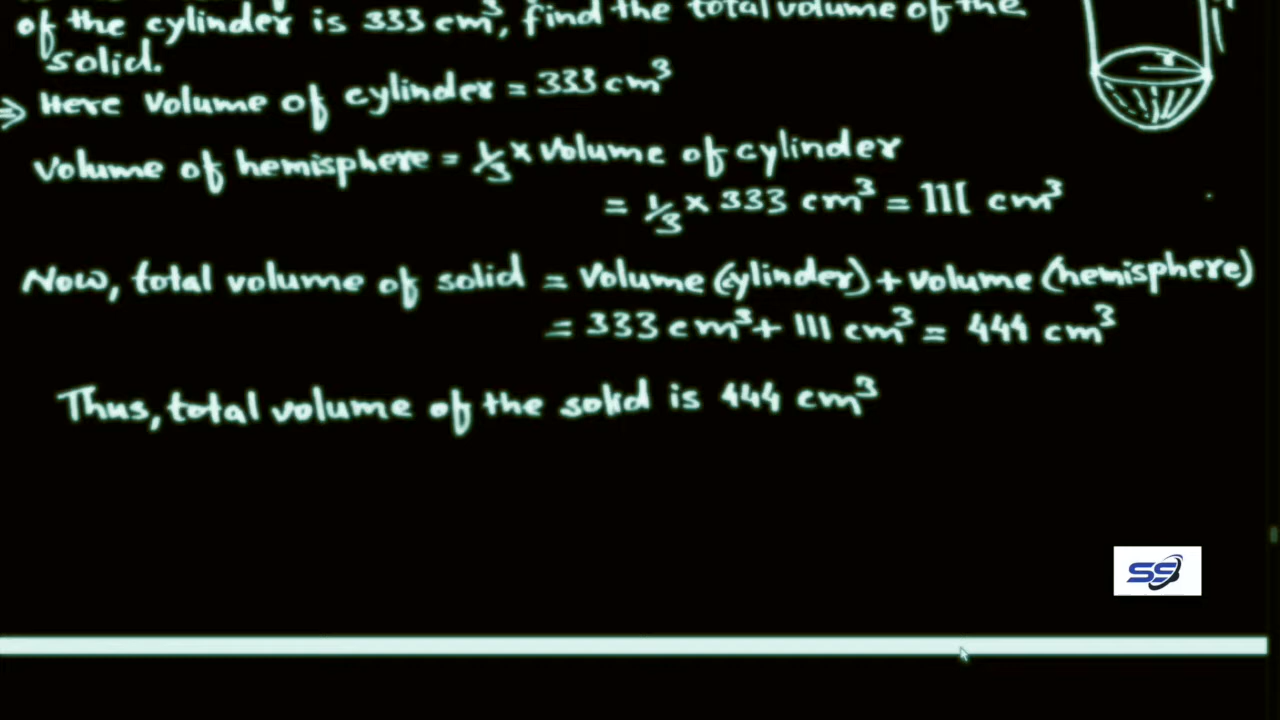 of the cylinder is 333 cm³, find the total volume of the
solid.
⇒ Here Volume of cylinder = 333 cm³
r
Volume of hemisphere = 1/3 × Volume of cylinder
= 1/3 × 333 cm³ = 111 cm³
Now, total volume of solid = Volume (cylinder) + volume (hemisphere)
= 333 cm³ + 111 cm³ = 444 cm³
Thus, total volume of the solid is 444 cm³
SS